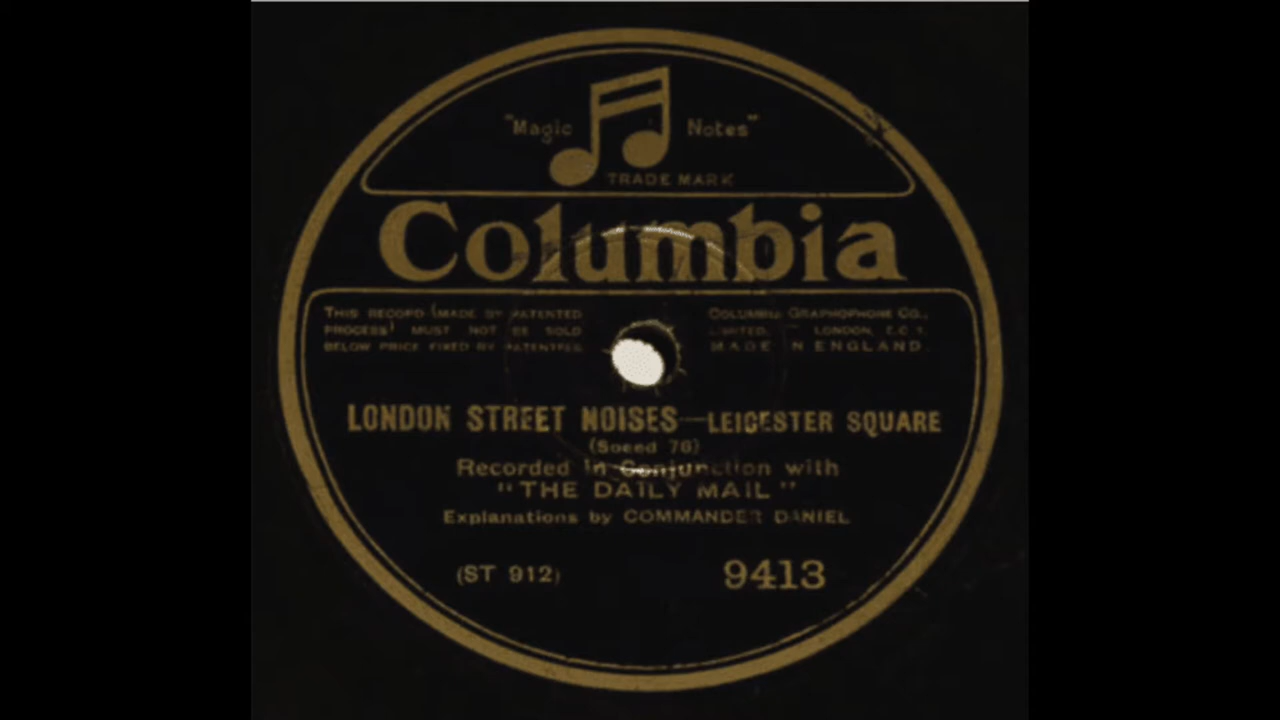 "Magic Notes"
TRADE MARK
Columbia
THIS RECORD (MADE BY PATENTED
PROCESS) MUST NOT BE SOLD
BELOW PRICE FIXED BY PATENTEES.
COLUMBIA GRAPHOPHONE CO.,
LIMITED, LONDON, E.C.1.
MADE IN ENGLAND.
LONDON STREET NOISES—LEICESTER SQUARE
(Speed 78)
Recorded in Conjunction with
"THE DAILY MAIL"
Explanations by COMMANDER DANIEL
(ST 912)
9413